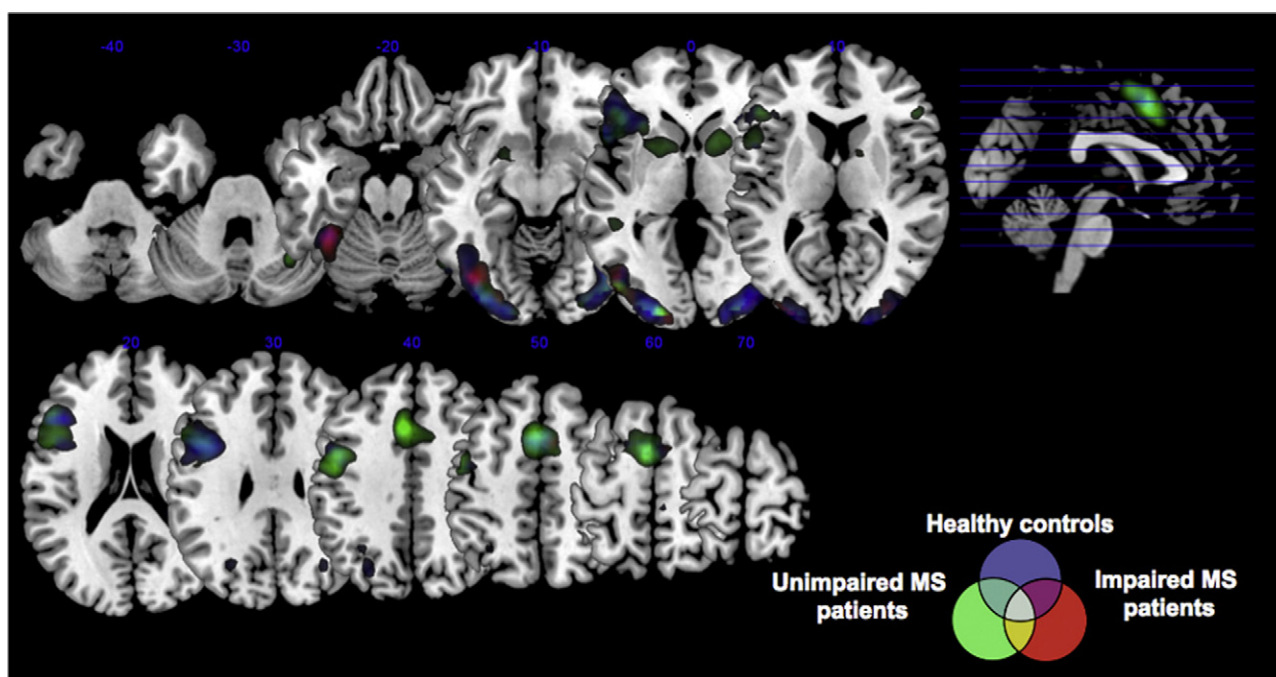 -40 -30 -20 -10 0 10
20 30 40 50 60 70
Healthy controls
Unimpaired MS
patients
Impaired MS
patients